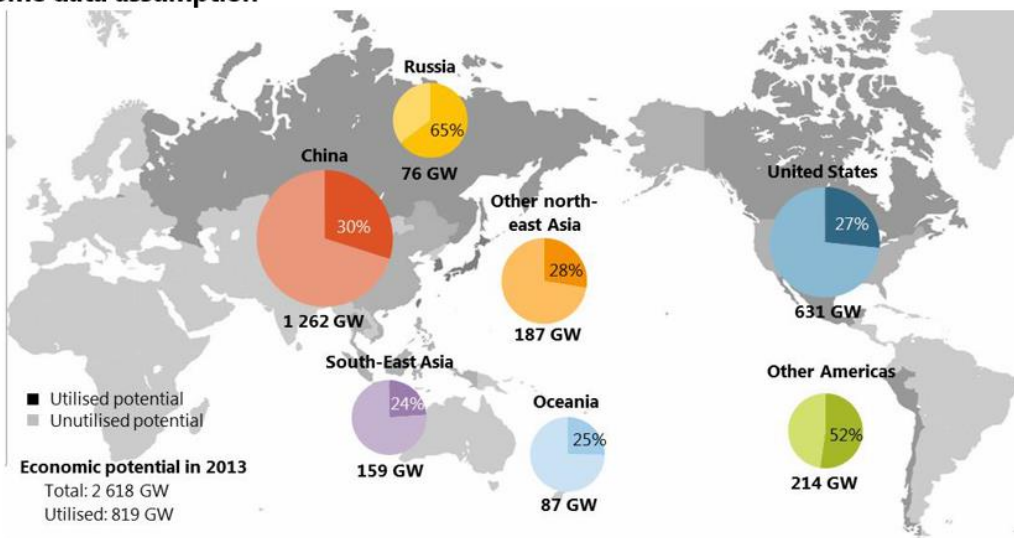 Russia
65%
76 GW
China
30%
1 262 GW
Other north-
east Asia
28%
187 GW
United States
27%
631 GW
South-East Asia
24%
159 GW
Oceania
25%
87 GW
Other Americas
52%
214 GW
Utilised potential
Unutilised potential
Economic potential in 2013
Total: 2 618 GW
Utilised: 819 GW